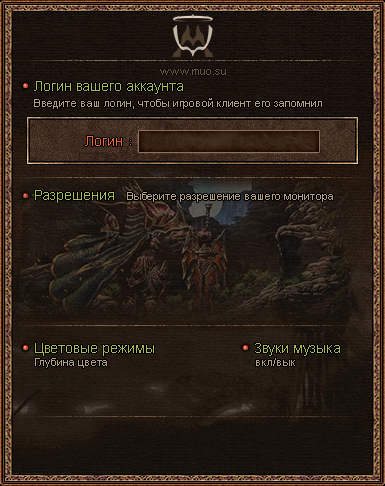 www.muo.su
Логин вашего аккаунта
Введите ваш логин, чтобы игровой клиент его запомнил
Логин :
Разрешения Выберите разрешение вашего монитора
Цветовые режимы
Глубина цвета
Звуки музыка
вкл/вык